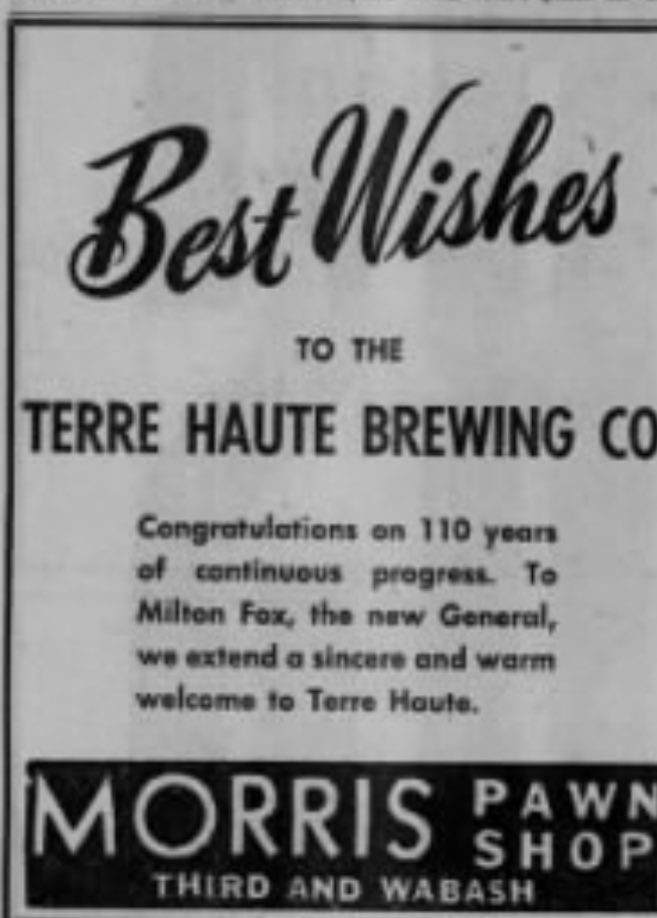 Best Wishes
TO THE
TERRE HAUTE BREWING CO
Congratulations on 110 years
of continuous progress. To
Milton Fox, the new General,
we extend a sincere and warm
welcome to Terre Haute.
MORRIS PAWN SHOP
THIRD AND WABASH